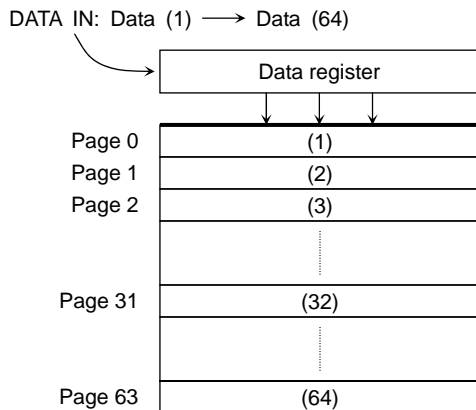 DATA IN: Data (1) ⟶ Data (64)
Data register
Page 0 (1)
Page 1 (2)
Page 2 (3)
Page 31 (32)
Page 63 (64)